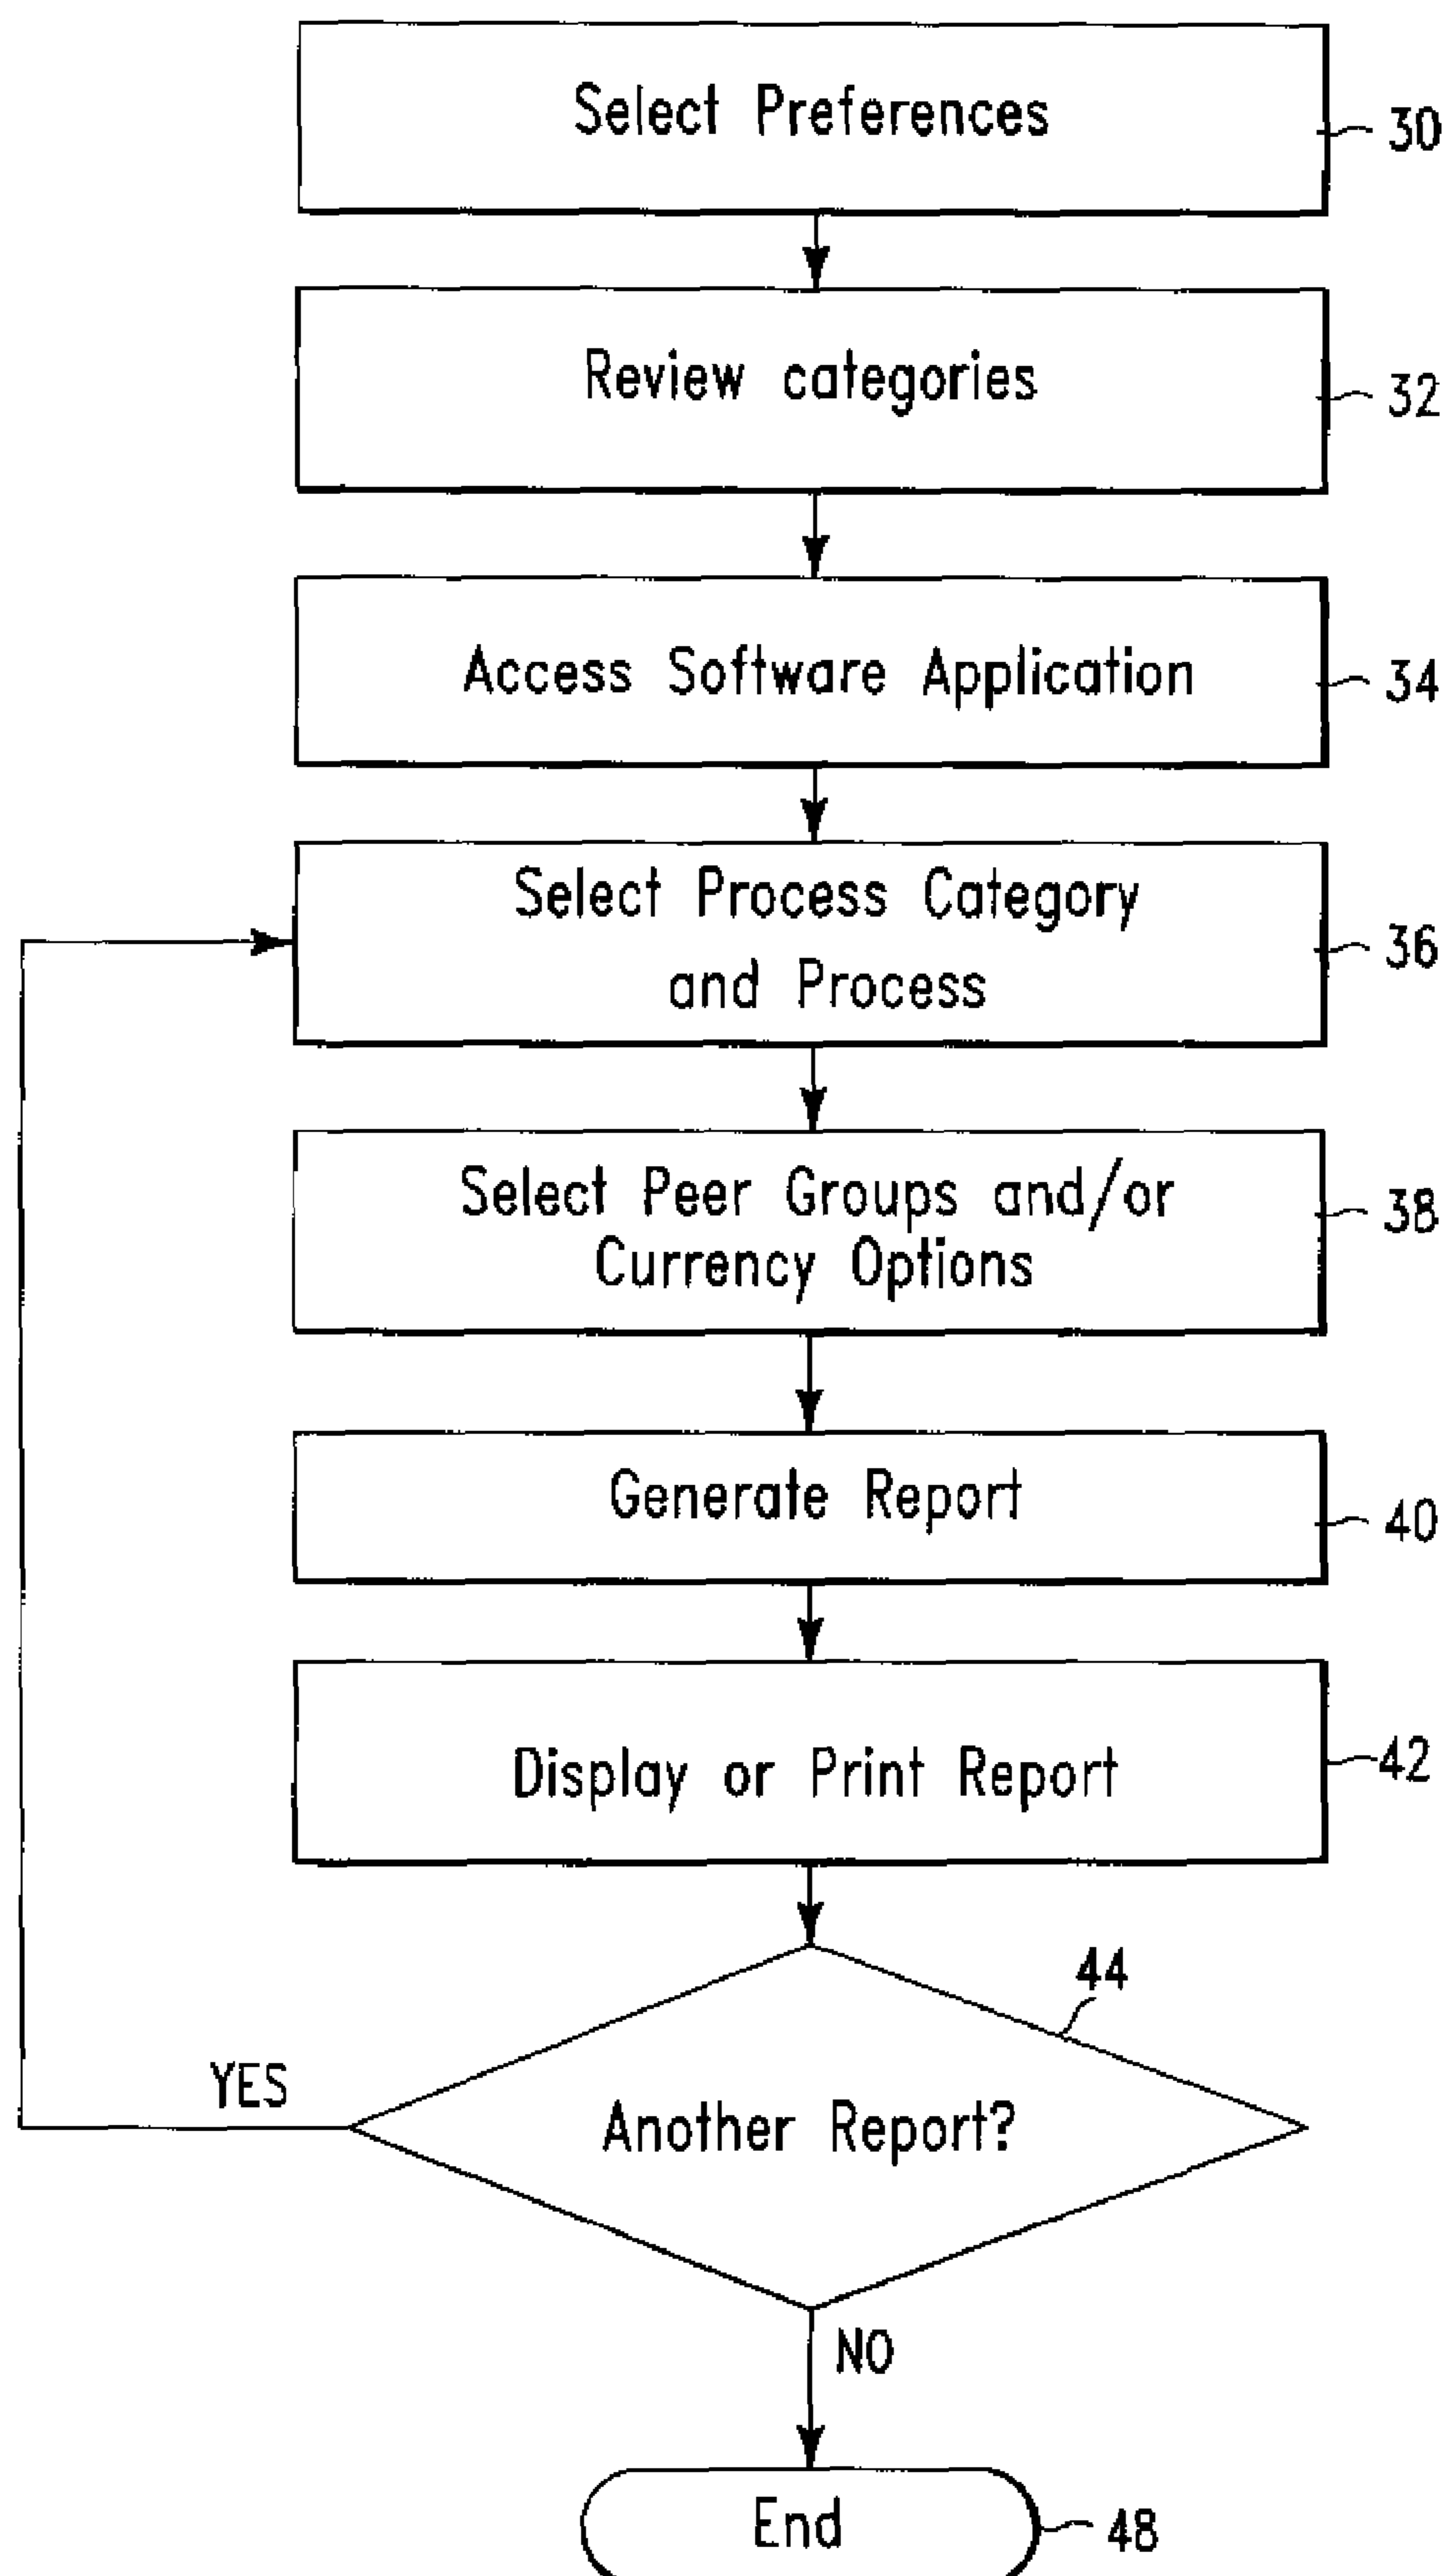 Select Preferences
30
Review categories
32
Access Software Application
34
Select Process Category
and Process
36
Select Peer Groups and/or
Currency Options
38
Generate Report
40
Display or Print Report
42
44
YES
Another Report?
NO
End
48